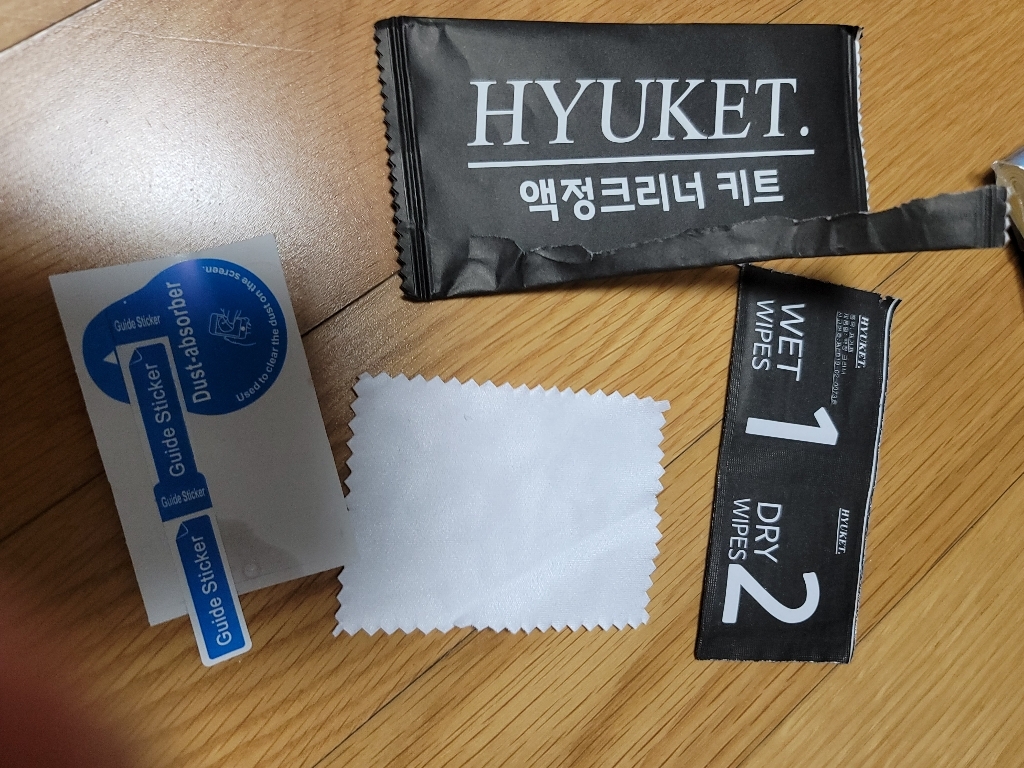 HYUKET.
액정크리너 키트
Used to clear the dust on the screen.
Dust-absorber
Guide Sticker
Guide Sticker
Guide Sticker
Guide Sticker
HYUKET.
WET
WIPES
1
HYUKET.
DRY
WIPES
2